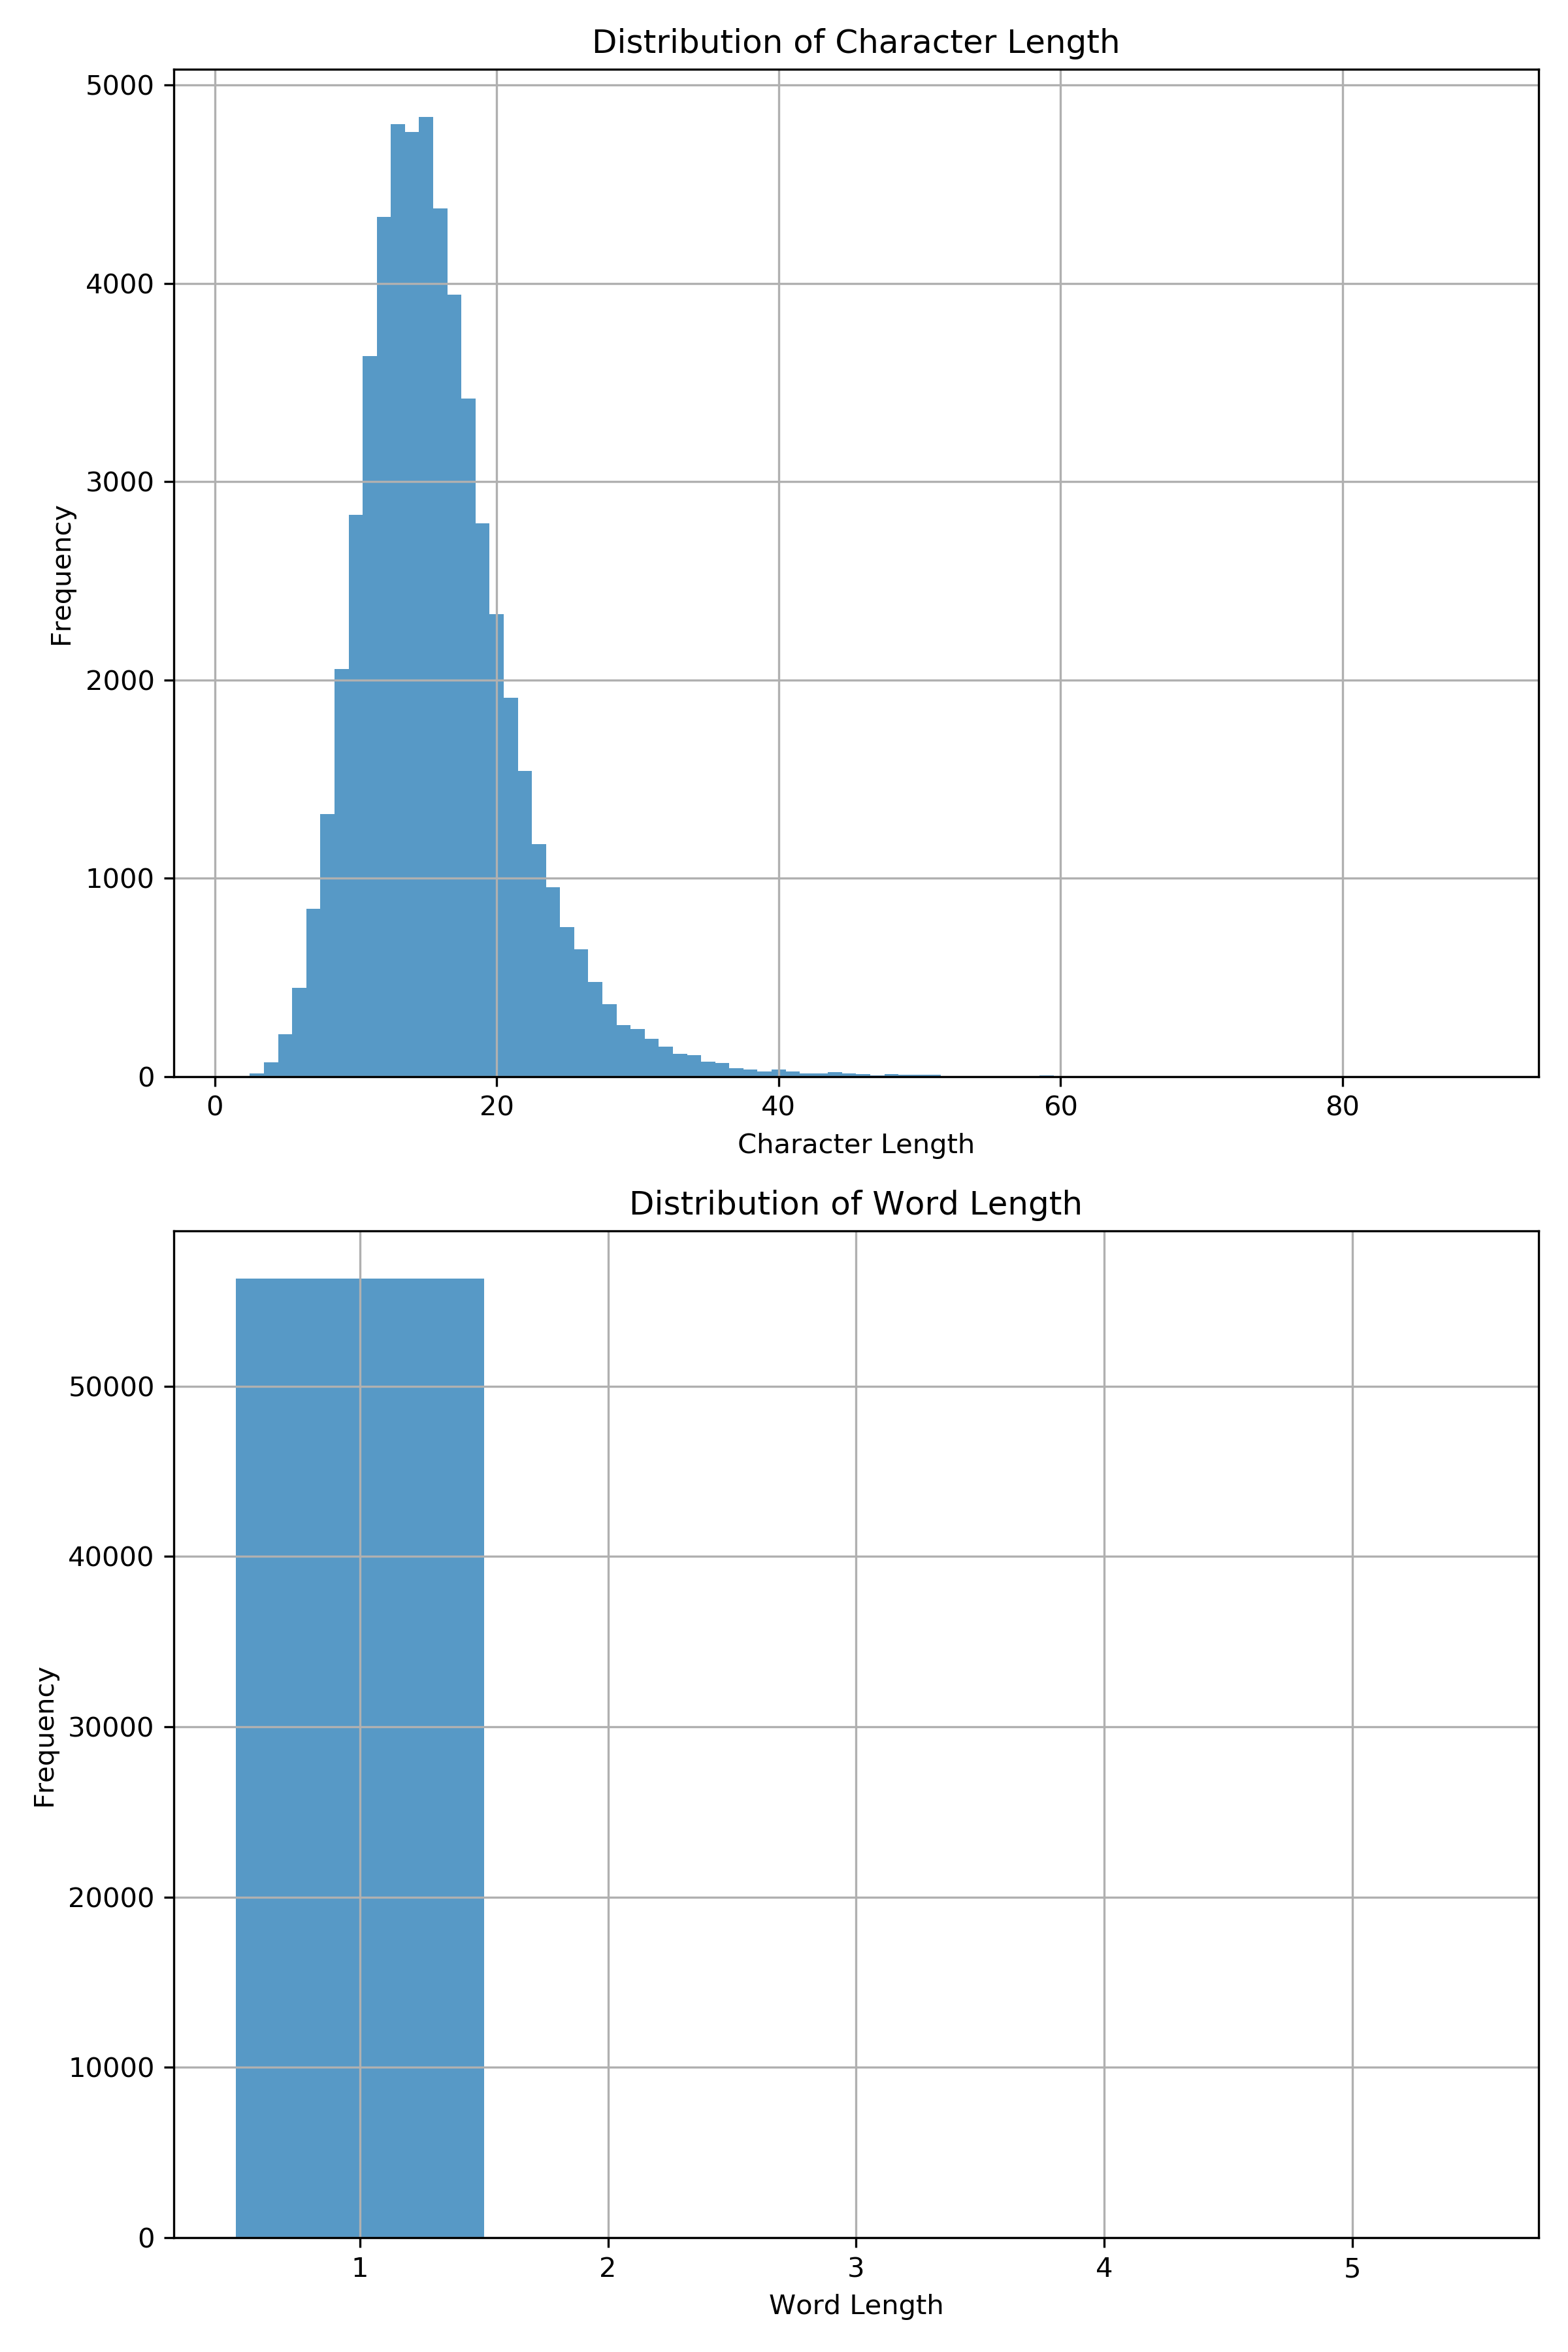 Distribution of Character Length
5000
4000
3000
2000
1000
0
Frequency
0 20 40 60 80
Character Length
Distribution of Word Length
50000
40000
30000
20000
10000
0
Frequency
1 2 3 4 5
Word Length